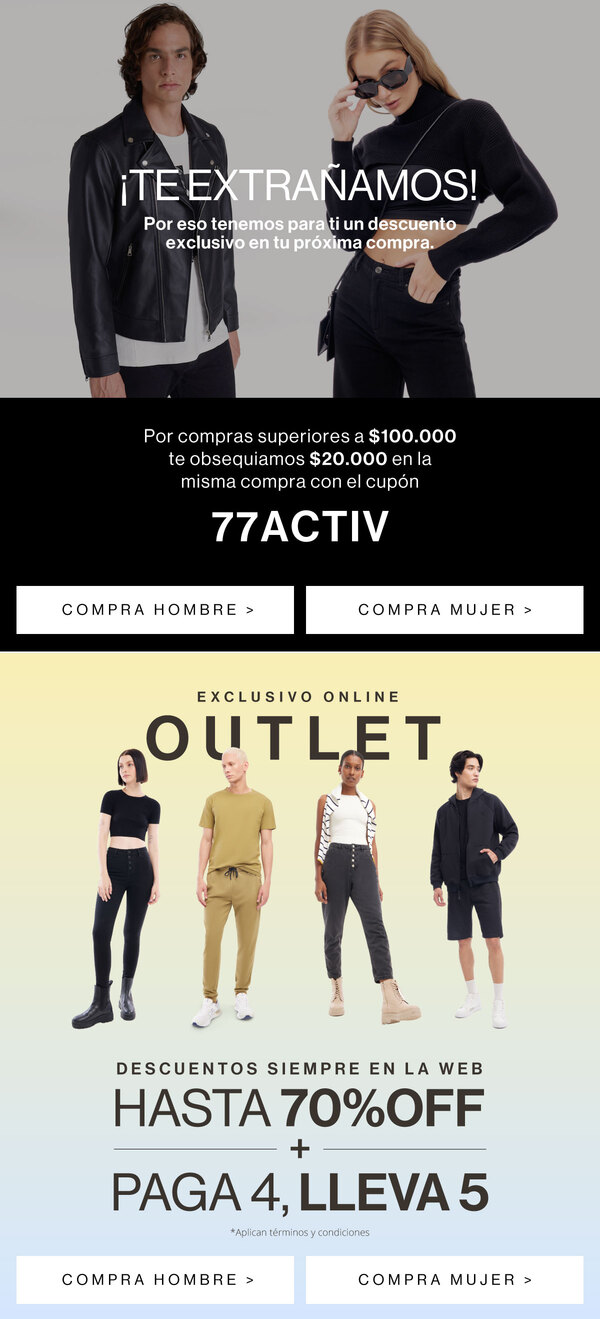 ¡TE EXTRAÑAMOS!
Por eso tenemos para ti un descuento
exclusivo en tu próxima compra.
Por compras superiores a $100.000
te obsequiamos $20.000 en la
misma compra con el cupón
77ACTIV
COMPRA HOMBRE >
COMPRA MUJER >
EXCLUSIVO ONLINE
OUTLET
DESCUENTOS SIEMPRE EN LA WEB
HASTA 70%OFF
+
PAGA 4, LLEVA 5
*Aplican términos y condiciones
COMPRA HOMBRE >
COMPRA MUJER >